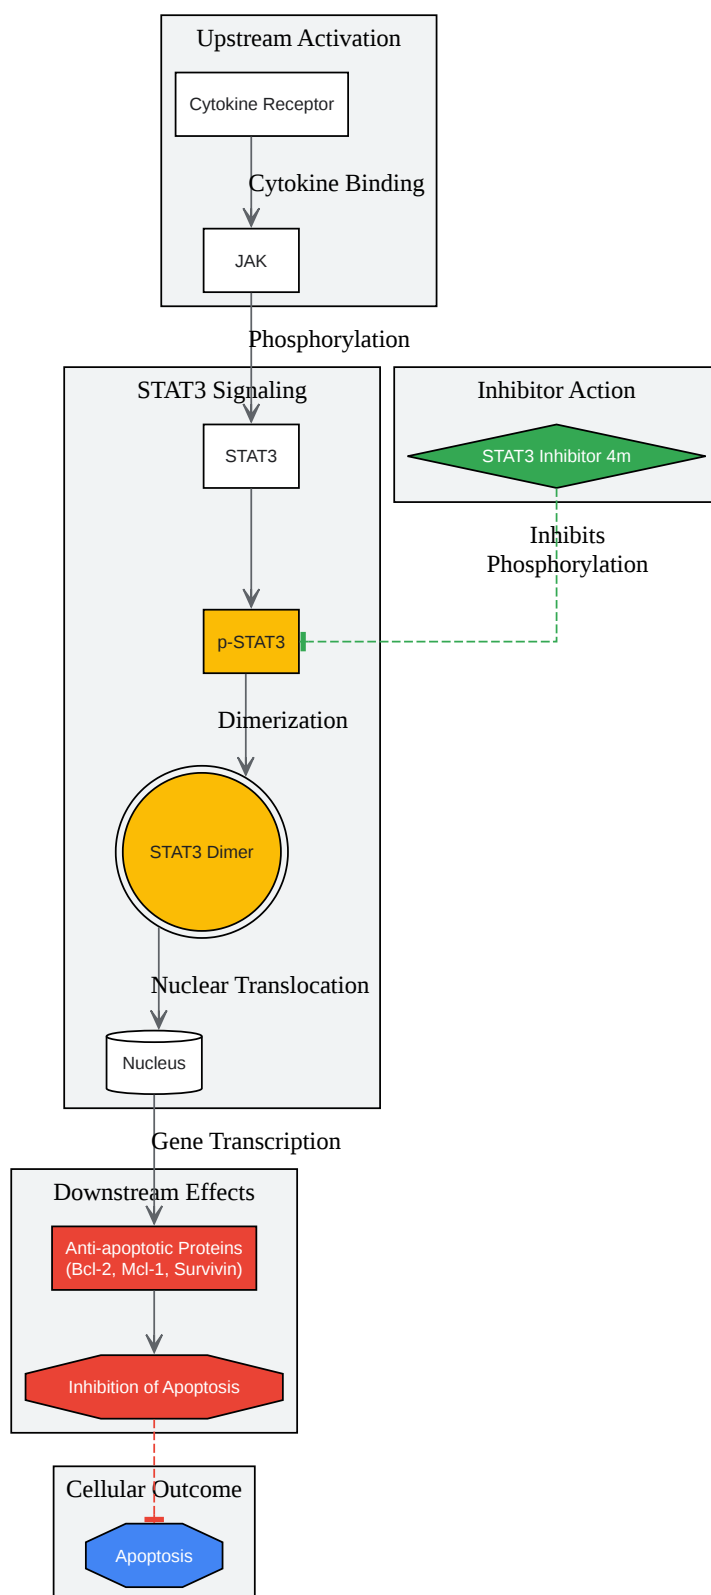 Upstream Activation
Cytokine Receptor
Cytokine Binding
JAK
Phosphorylation
STAT3 Signaling
STAT3
Inhibitor Action
STAT3 Inhibitor 4m
Inhibits
Phosphorylation
p-STAT3
Dimerization
STAT3 Dimer
Nuclear Translocation
Nucleus
Gene Transcription
Downstream Effects
Anti-apoptotic Proteins
(Bcl-2, Mcl-1, Survivin)
Inhibition of Apoptosis
Cellular Outcome
Apoptosis